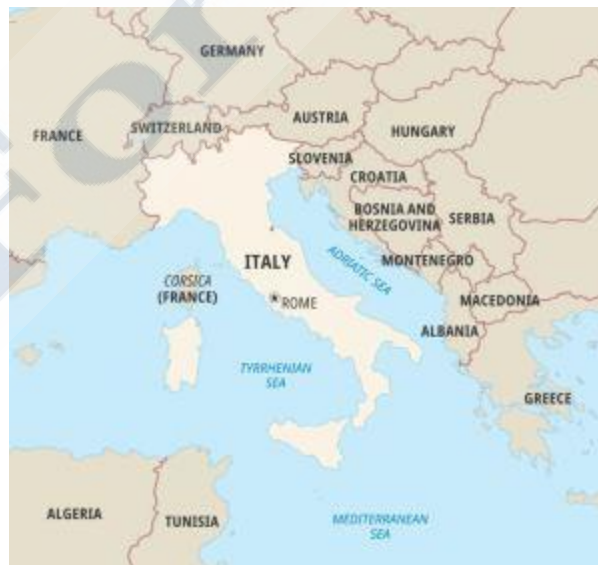 For
GERMANY
FRANCE
SWITZERLAND
AUSTRIA
HUNGARY
SLOVENIA
CROATIA
BOSNIA AND
HERZEGOVINA
SERBIA
ITALY
ADRIATIC SEA
MONTENEGRO
CORSICA
(FRANCE)
ROME
MACEDONIA
ALBANIA
TYRRHENIAN
SEA
GREECE
ALGERIA
TUNISIA
MEDITERRANEAN
SEA